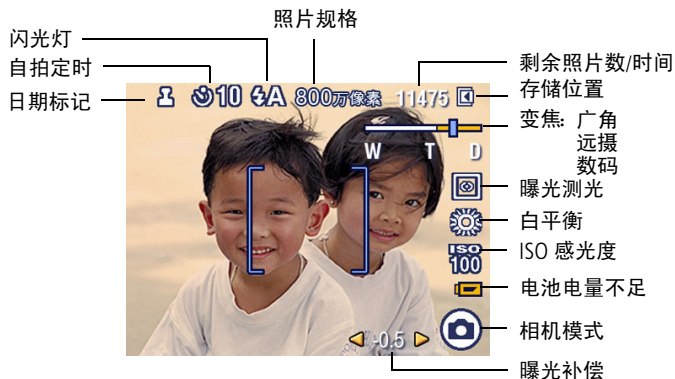 照片规格
闪光灯
自拍定时
日期标记
10
A
800万像素
11475
剩余照片数/时间
存储位置
变焦: 广角
远摄
数码
W T D
曝光测光
白平衡
ISO
100
ISO 感光度
电池电量不足
相机模式
-0.5
曝光补偿